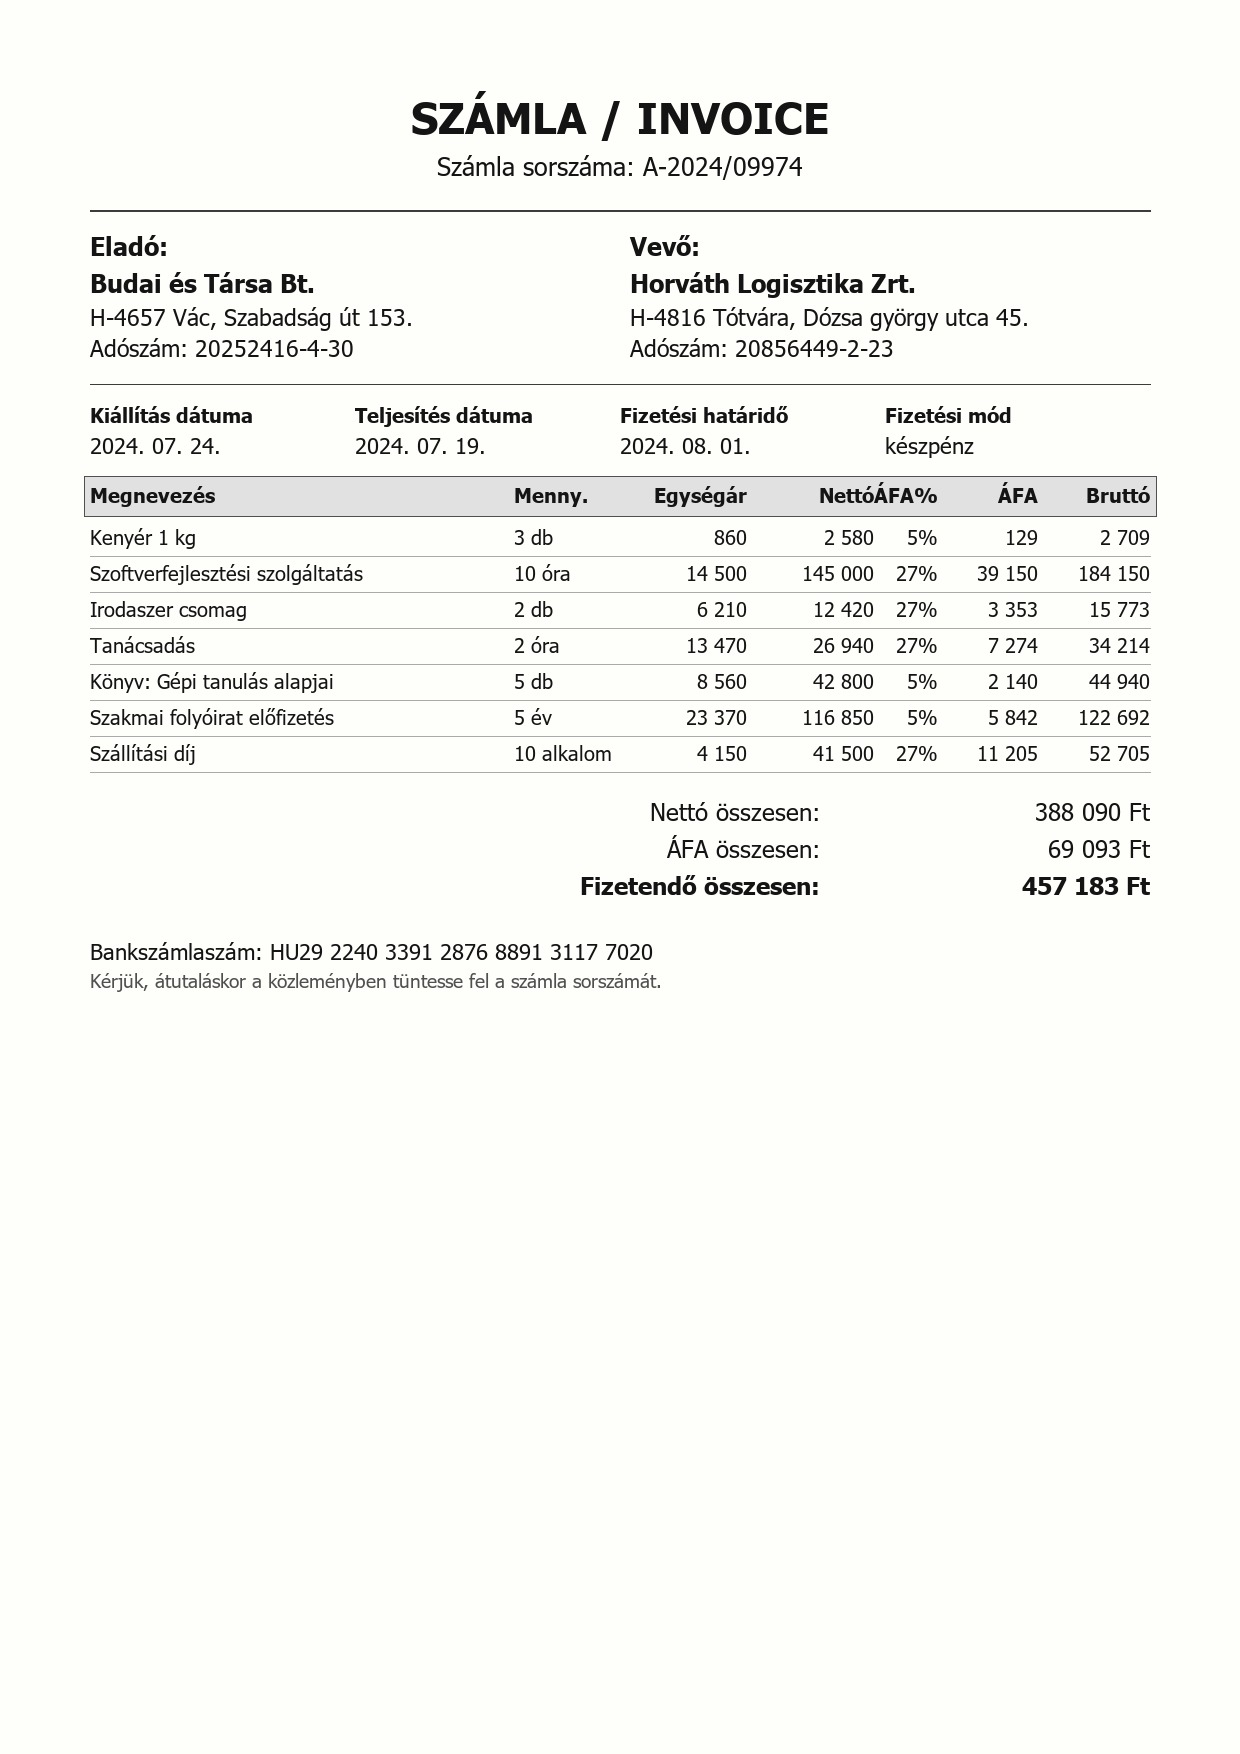 SZÁMLA / INVOICE
Számla sorszáma: A-2024/09974
Eladó:
Budai és Társa Bt.
H-4657 Vác, Szabadság út 153.
Adószám: 20252416-4-30
Vevő:
Horváth Logisztika Zrt.
H-4816 Tótvára, Dózsa györgy utca 45.
Adószám: 20856449-2-23
Kiállítás dátuma Teljesítés dátuma Fizetési határidő Fizetési mód
2024. 07. 24. 2024. 07. 19. 2024. 08. 01. készpénz
Megnevezés Menny. Egységár Nettó ÁFA% ÁFA Bruttó
Kenyér 1 kg 3 db 860 2 580 5% 129 2 709
Szoftverfejlesztési szolgáltatás 10 óra 14 500 145 000 27% 39 150 184 150
Irodaszer csomag 2 db 6 210 12 420 27% 3 353 15 773
Tanácsadás 2 óra 13 470 26 940 27% 7 274 34 214
Könyv: Gépi tanulás alapjai 5 db 8 560 42 800 5% 2 140 44 940
Szakmai folyóirat előfizetés 5 év 23 370 116 850 5% 5 842 122 692
Szállítási díj 10 alkalom 4 150 41 500 27% 11 205 52 705
Nettó összesen: 388 090 Ft
ÁFA összesen: 69 093 Ft
Fizetendő összesen: 457 183 Ft
Bankszámlaszám: HU29 2240 3391 2876 8891 3117 7020
Kérjük, átutaláskor a közleményben tüntesse fel a számla sorszámát.